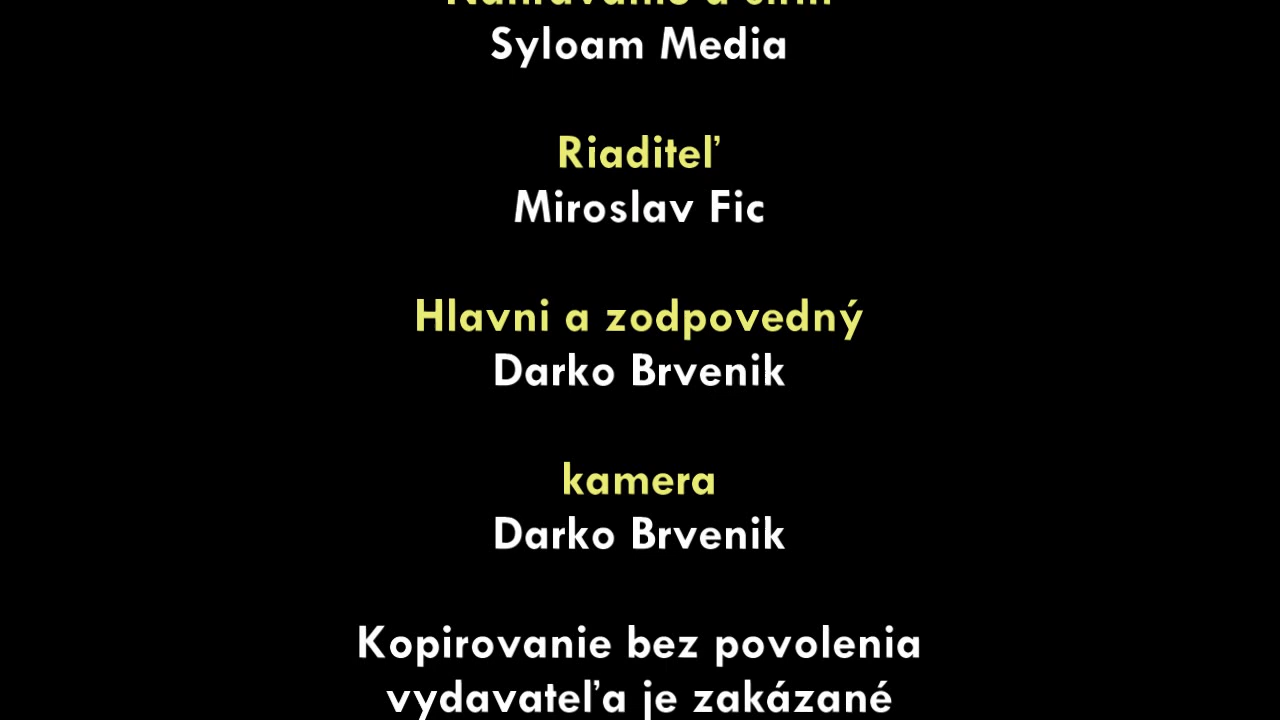 Syloam Media
Riaditeľ
Miroslav Fic
Hlavni a zodpovedný
Darko Brvenik
kamera
Darko Brvenik
Kopirovanie bez povolenia
vydavateľa je zakázané